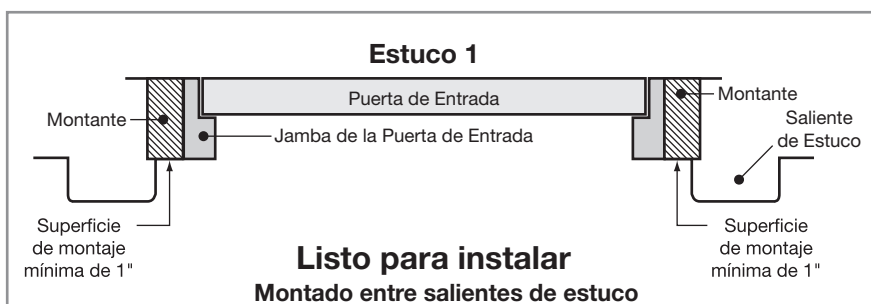 Estuco 1
Puerta de Entrada
Montante
Montante
Jamba de la Puerta de Entrada
Saliente
de Estuco
Superficie
de montaje
mínima de 1"
Superficie
de montaje
mínima de 1"
Listo para instalar
Montado entre salientes de estuco